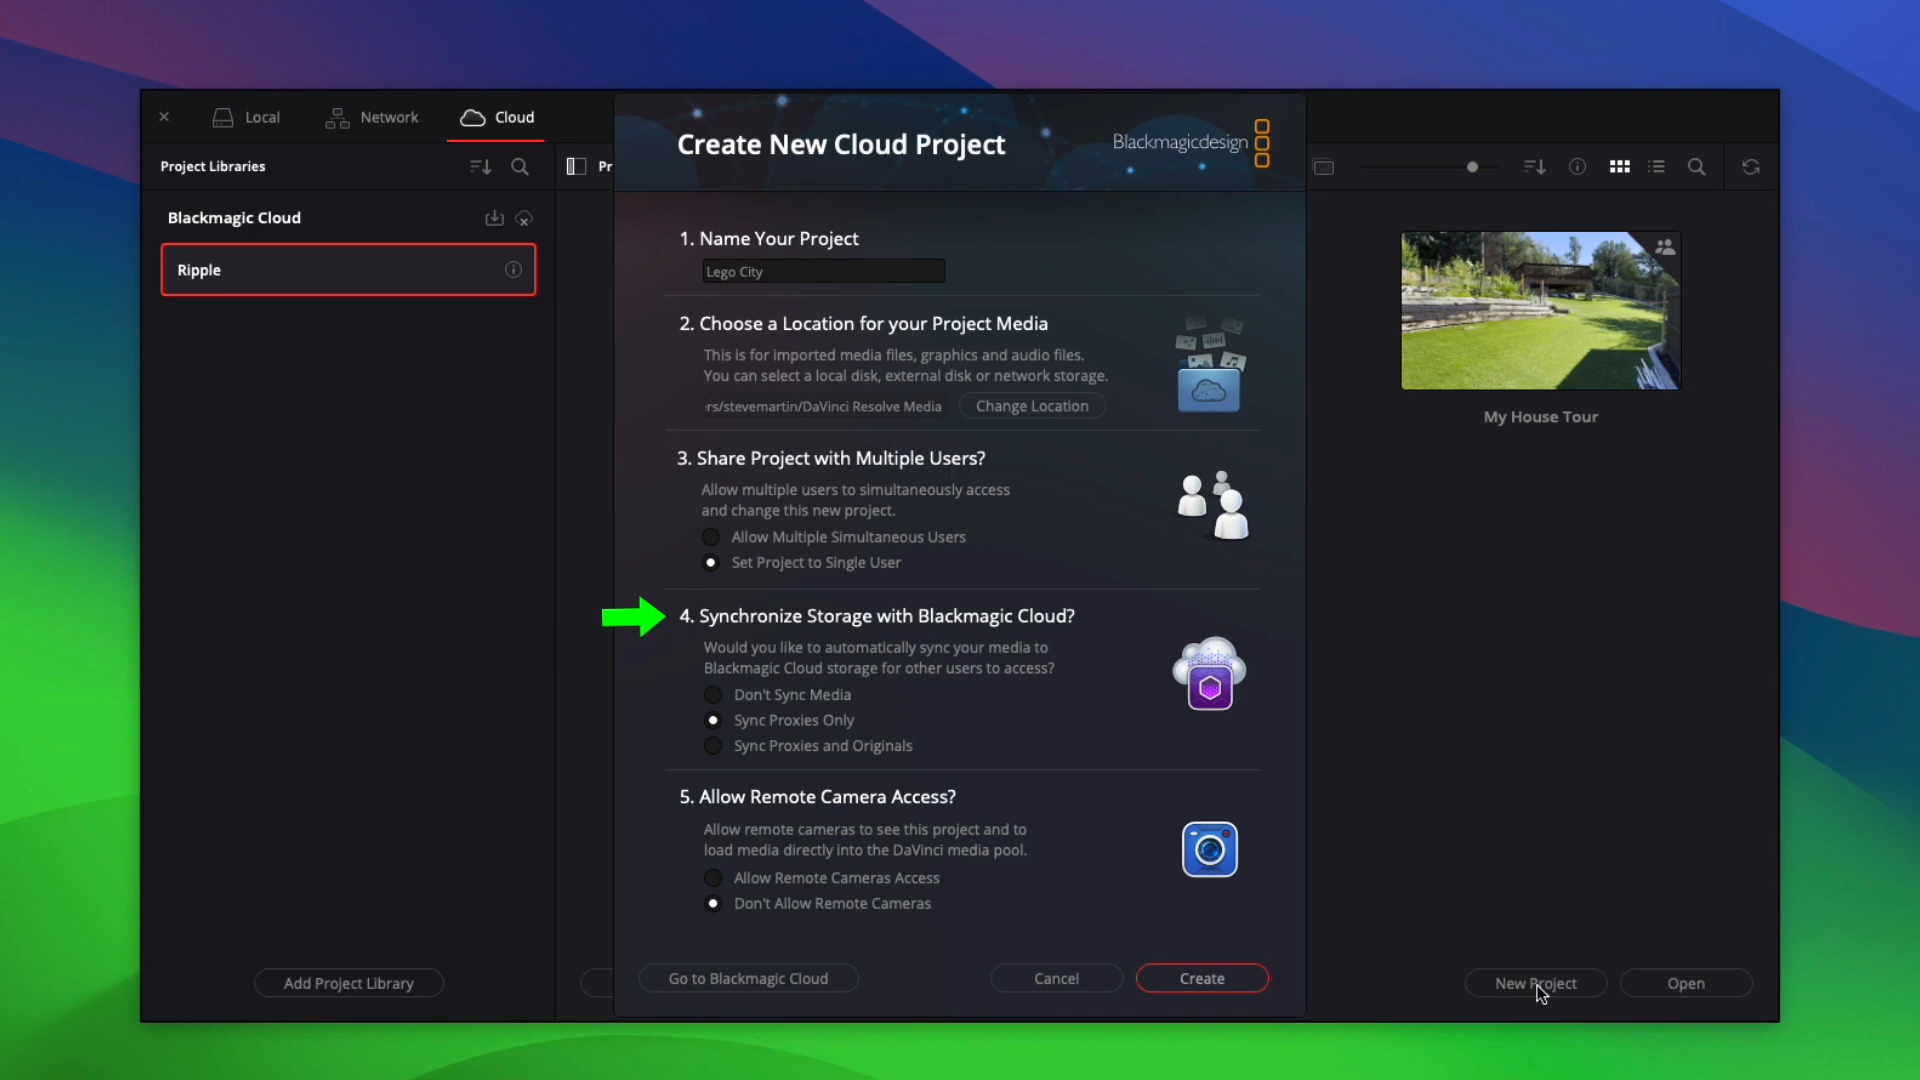 Local
Network
Cloud
Project Libraries
Pr
Blackmagic Cloud
Ripple
Add Project Library
Create New Cloud Project
Blackmagicdesign
1. Name Your Project
Lego City
2. Choose a Location for your Project Media
This is for imported media files, graphics and audio files.
You can select a local disk, external disk or network storage.
rs/stevemartin/DaVinci Resolve Media
Change Location
3. Share Project with Multiple Users?
Allow multiple users to simultaneously access
and change this new project.
Allow Multiple Simultaneous Users
Set Project to Single User
4. Synchronize Storage with Blackmagic Cloud?
Would you like to automatically sync your media to
Blackmagic Cloud storage for other users to access?
Don't Sync Media
Sync Proxies Only
Sync Proxies and Originals
5. Allow Remote Camera Access?
Allow remote cameras to see this project and to
load media directly into the DaVinci media pool.
Allow Remote Cameras Access
Don't Allow Remote Cameras
Go to Blackmagic Cloud
Cancel
Create
My House Tour
New Project
Open